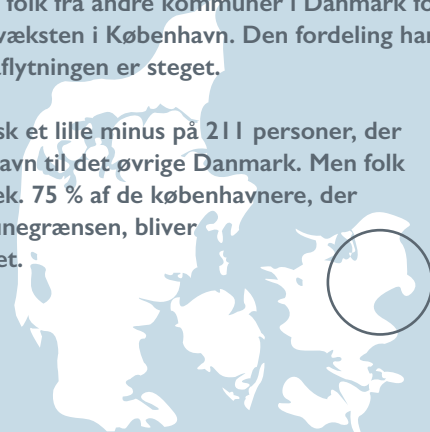 folk fra andre kommuner i Danmark fo
væksten i København. Den fordeling har
flytningen er steget.
sk et lille minus på 211 personer, der
avn til det øvrige Danmark. Men folk
ek. 75 % af de københavnere, der
unegrænsen, bliver
et.